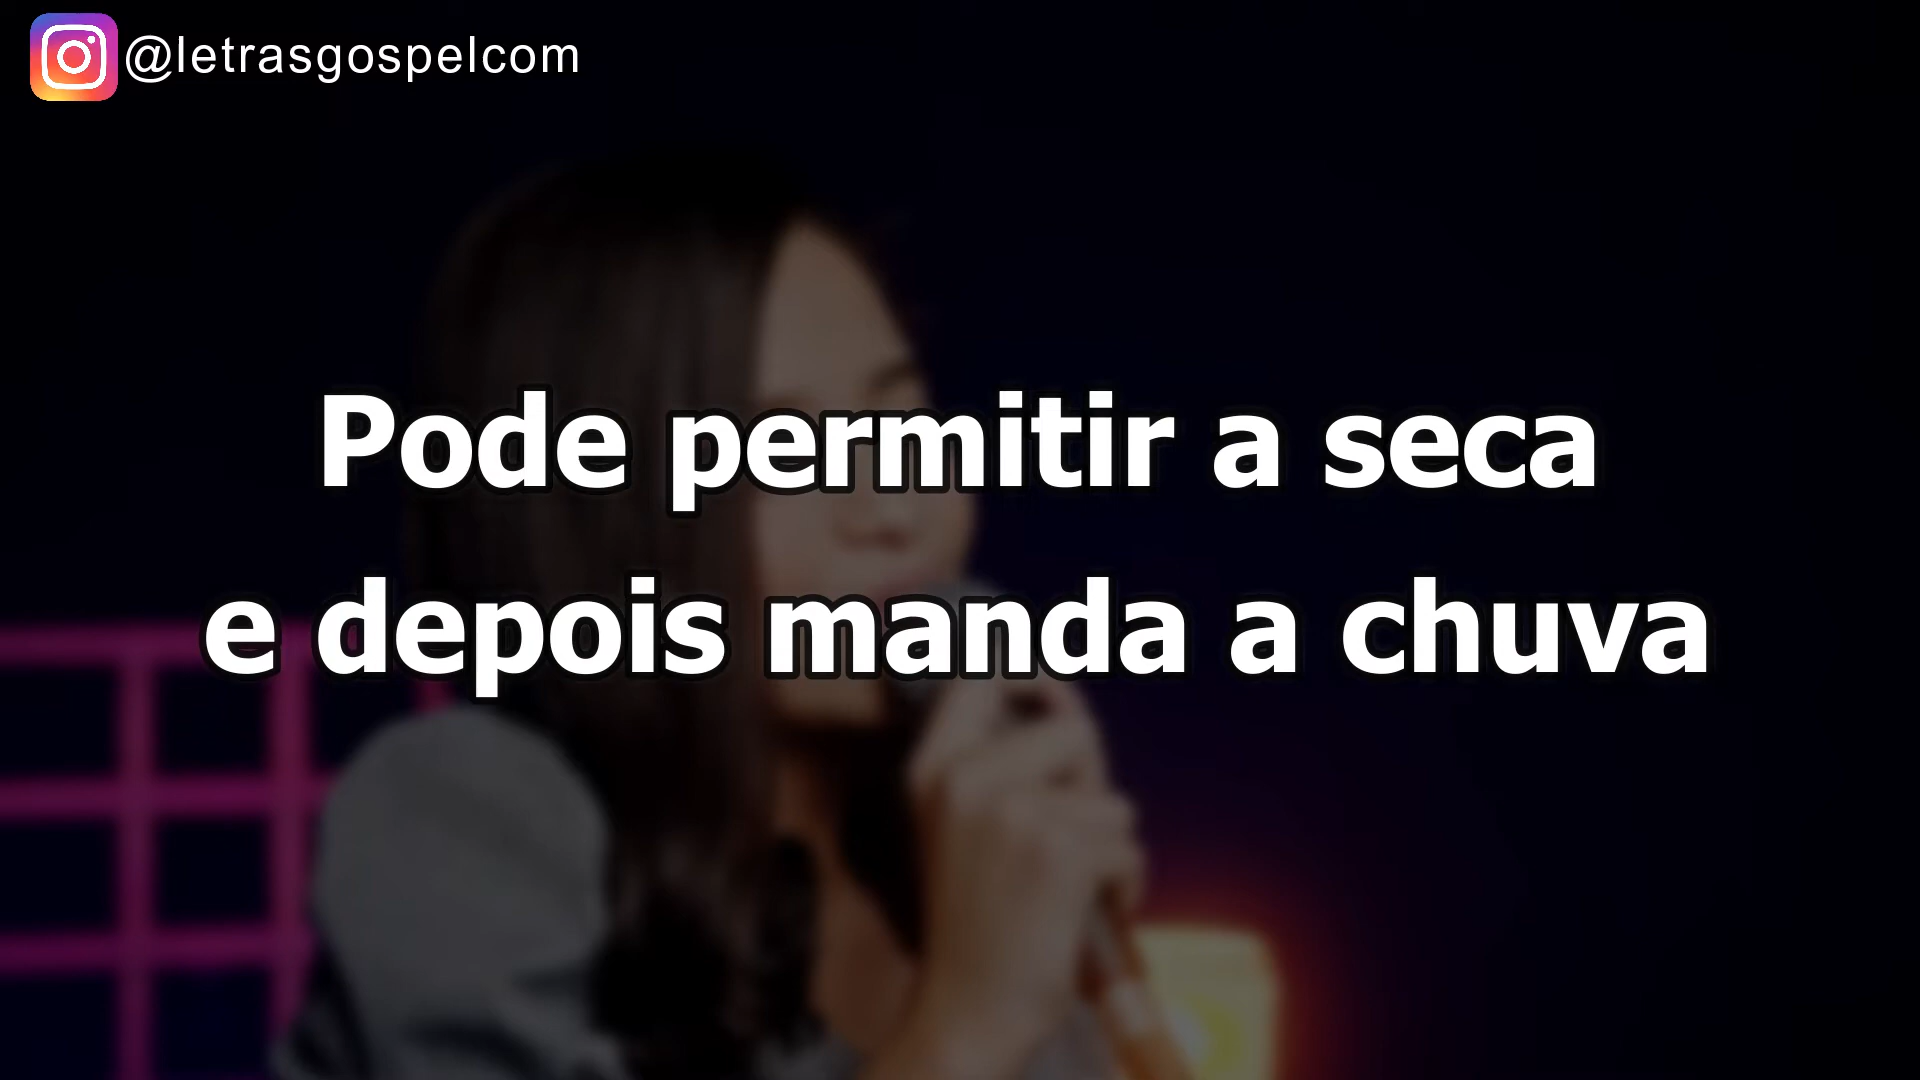 @letrasgospelcom
Pode permitir a seca
e depois manda a chuva